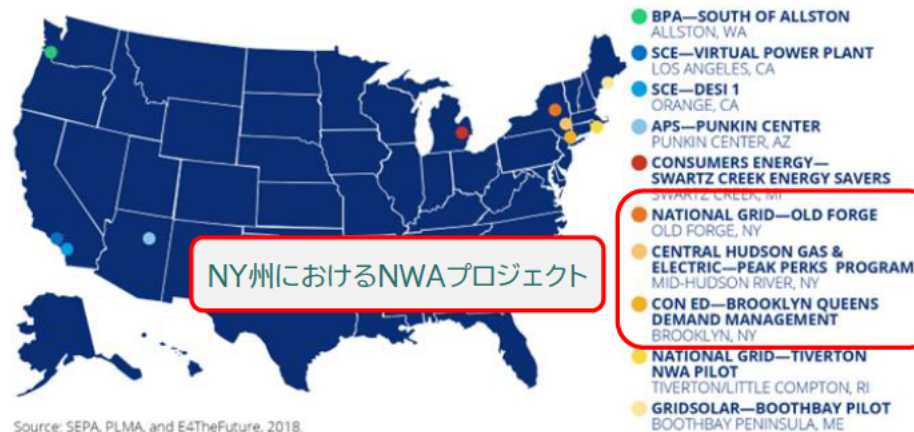 BPA—SOUTH OF ALLSTON
ALLSTON, WA
SCE—VIRTUAL POWER PLANT
LOS ANGELES, CA
SCE—DESI 1
ORANGE, CA
APS—PUNKIN CENTER
PUNKIN CENTER, AZ
CONSUMERS ENERGY—
SWARTZ CREEK ENERGY SAVERS
SWARTZ CREEK, MI
NATIONAL GRID—OLD FORGE
OLD FORGE, NY
CENTRAL HUDSON GAS &
ELECTRIC—PEAK PERKS PROGRAM
MID-HUDSON RIVER, NY
CON ED—BROOKLYN QUEENS
DEMAND MANAGEMENT
BROOKLYN, NY
NATIONAL GRID—TIVERTON
NWA PILOT
TIVERTON/LITTLE COMPTON, RI
GRIDSOLAR—BOOTHBAY PILOT
BOOTHBAY PENINSULA, ME
NY州におけるNWAプロジェクト
Source: SEPA, PLMA, and E4TheFuture, 2018.